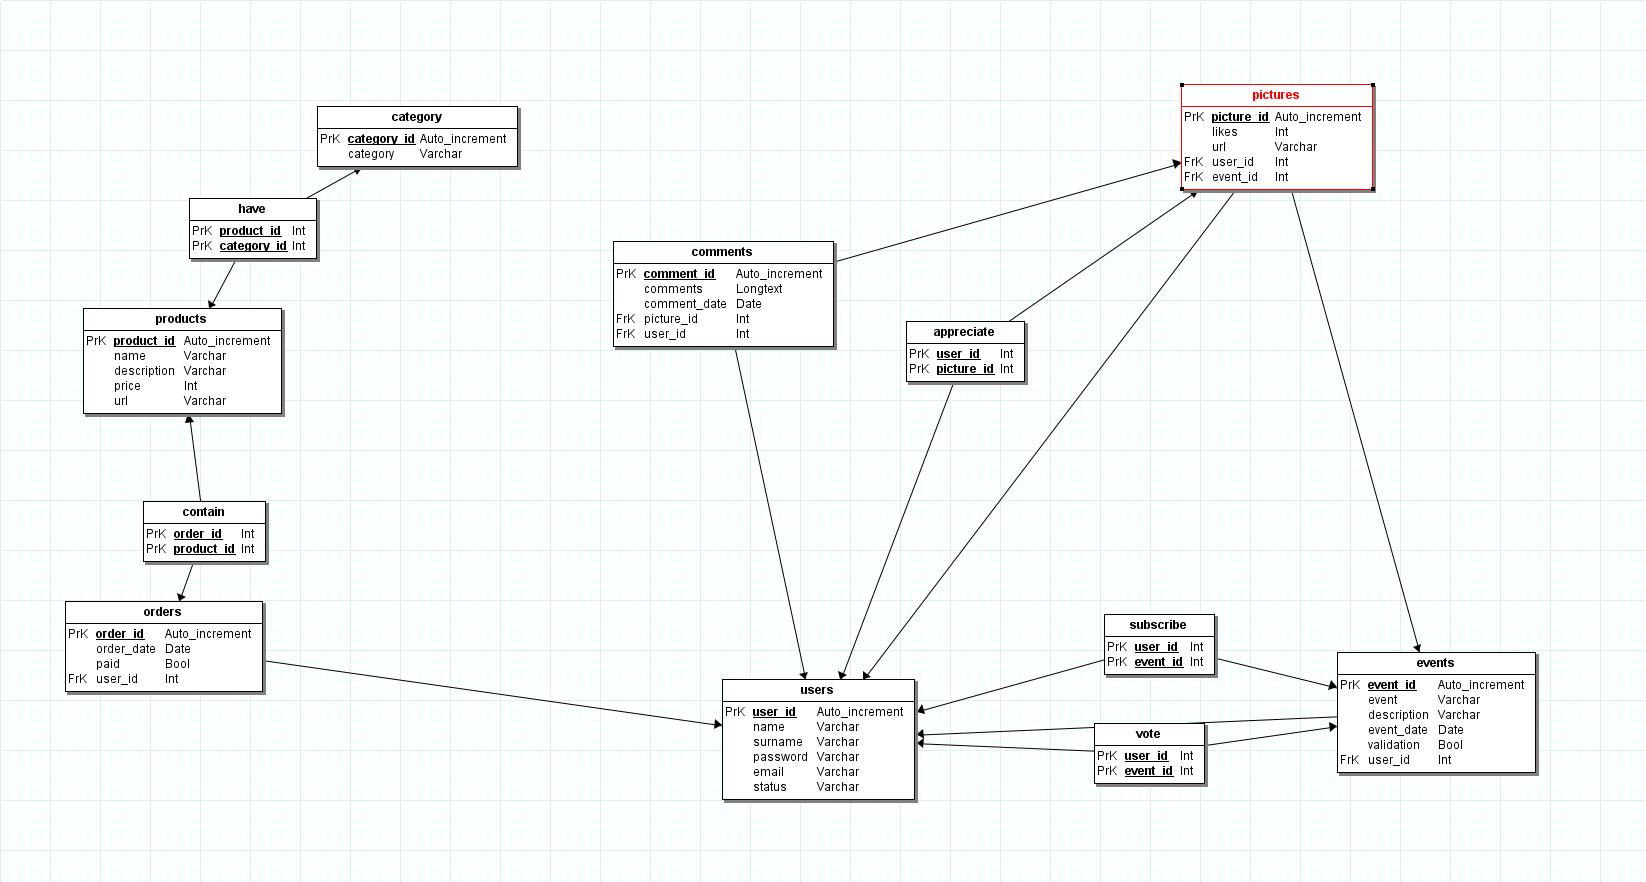 category
PrK category_id Auto_increment
category Varchar
have
PrK product_id Int
PrK category_id Int
products
PrK product_id Auto_increment
name Varchar
description Varchar
price Int
url Varchar
contain
PrK order_id Int
PrK product_id Int
orders
PrK order_id Auto_increment
order_date Date
paid Bool
FrK user_id Int
comments
PrK comment_id Auto_increment
comments Longtext
comment_date Date
FrK picture_id Int
FrK user_id Int
appreciate
PrK user_id Int
PrK picture_id Int
pictures
PrK picture_id Auto_increment
likes Int
url Varchar
FrK user_id Int
FrK event_id Int
users
PrK user_id Auto_increment
name Varchar
surname Varchar
password Varchar
email Varchar
status Varchar
subscribe
PrK user_id Int
PrK event_id Int
vote
PrK user_id Int
PrK event_id Int
events
PrK event_id Auto_increment
event Varchar
description Varchar
event_date Date
validation Bool
FrK user_id Int